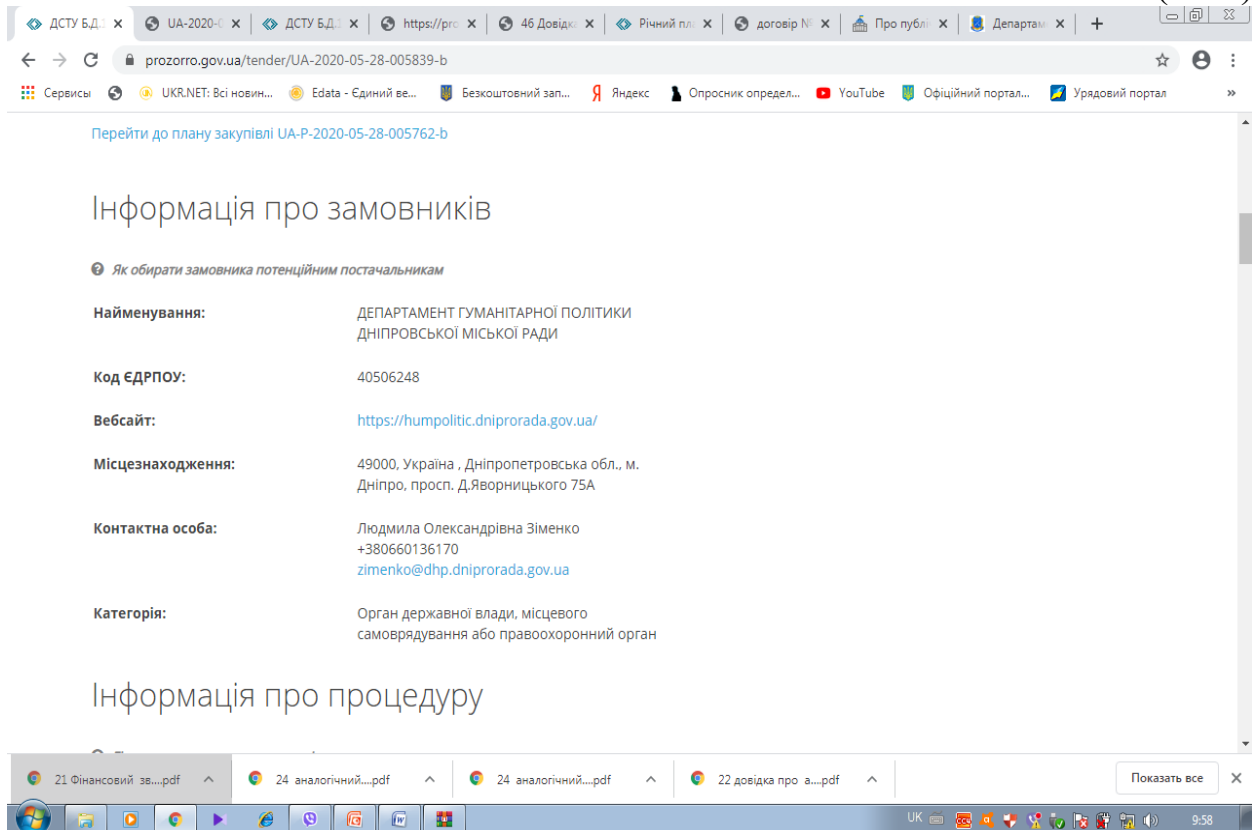 ДСТУ Б.Д.
UA-2020-0
ДСТУ Б.Д.
https://pro
46 Довідка
Річний пла
договір №
Про публі
Департам
prozorro.gov.ua/tender/UA-2020-05-28-005839-b
Сервисы
UKR.NET: Всі новин...
Edata - Єдиний ве...
Безкоштовний зап...
Яндекс
Опросник определ...
YouTube
Офіційний портал...
Урядовий портал
Перейти до плану закупівлі UA-P-2020-05-28-005762-b
Інформація про замовників
Як обирати замовника потенційним постачальникам
Найменування:
ДЕПАРТАМЕНТ ГУМАНІТАРНОЇ ПОЛІТИКИ
ДНІПРОВСЬКОЇ МІСЬКОЇ РАДИ
Код ЄДРПОУ:
40506248
Вебсайт:
https://humpolitic.dniprorada.gov.ua/
Місцезнаходження:
49000, Україна , Дніпропетровська обл., м.
Дніпро, просп. Д.Яворницького 75А
Контактна особа:
Людмила Олександрівна Зіменко
+380660136170
zimenko@dhp.dniprorada.gov.ua
Категорія:
Орган державної влади, місцевого
самоврядування або правоохоронний орган
Інформація про процедуру
21 Фінансовий зв....pdf
24 аналогічний....pdf
24 аналогічний....pdf
22 довідка про а....pdf
Показать все
UK
9:58